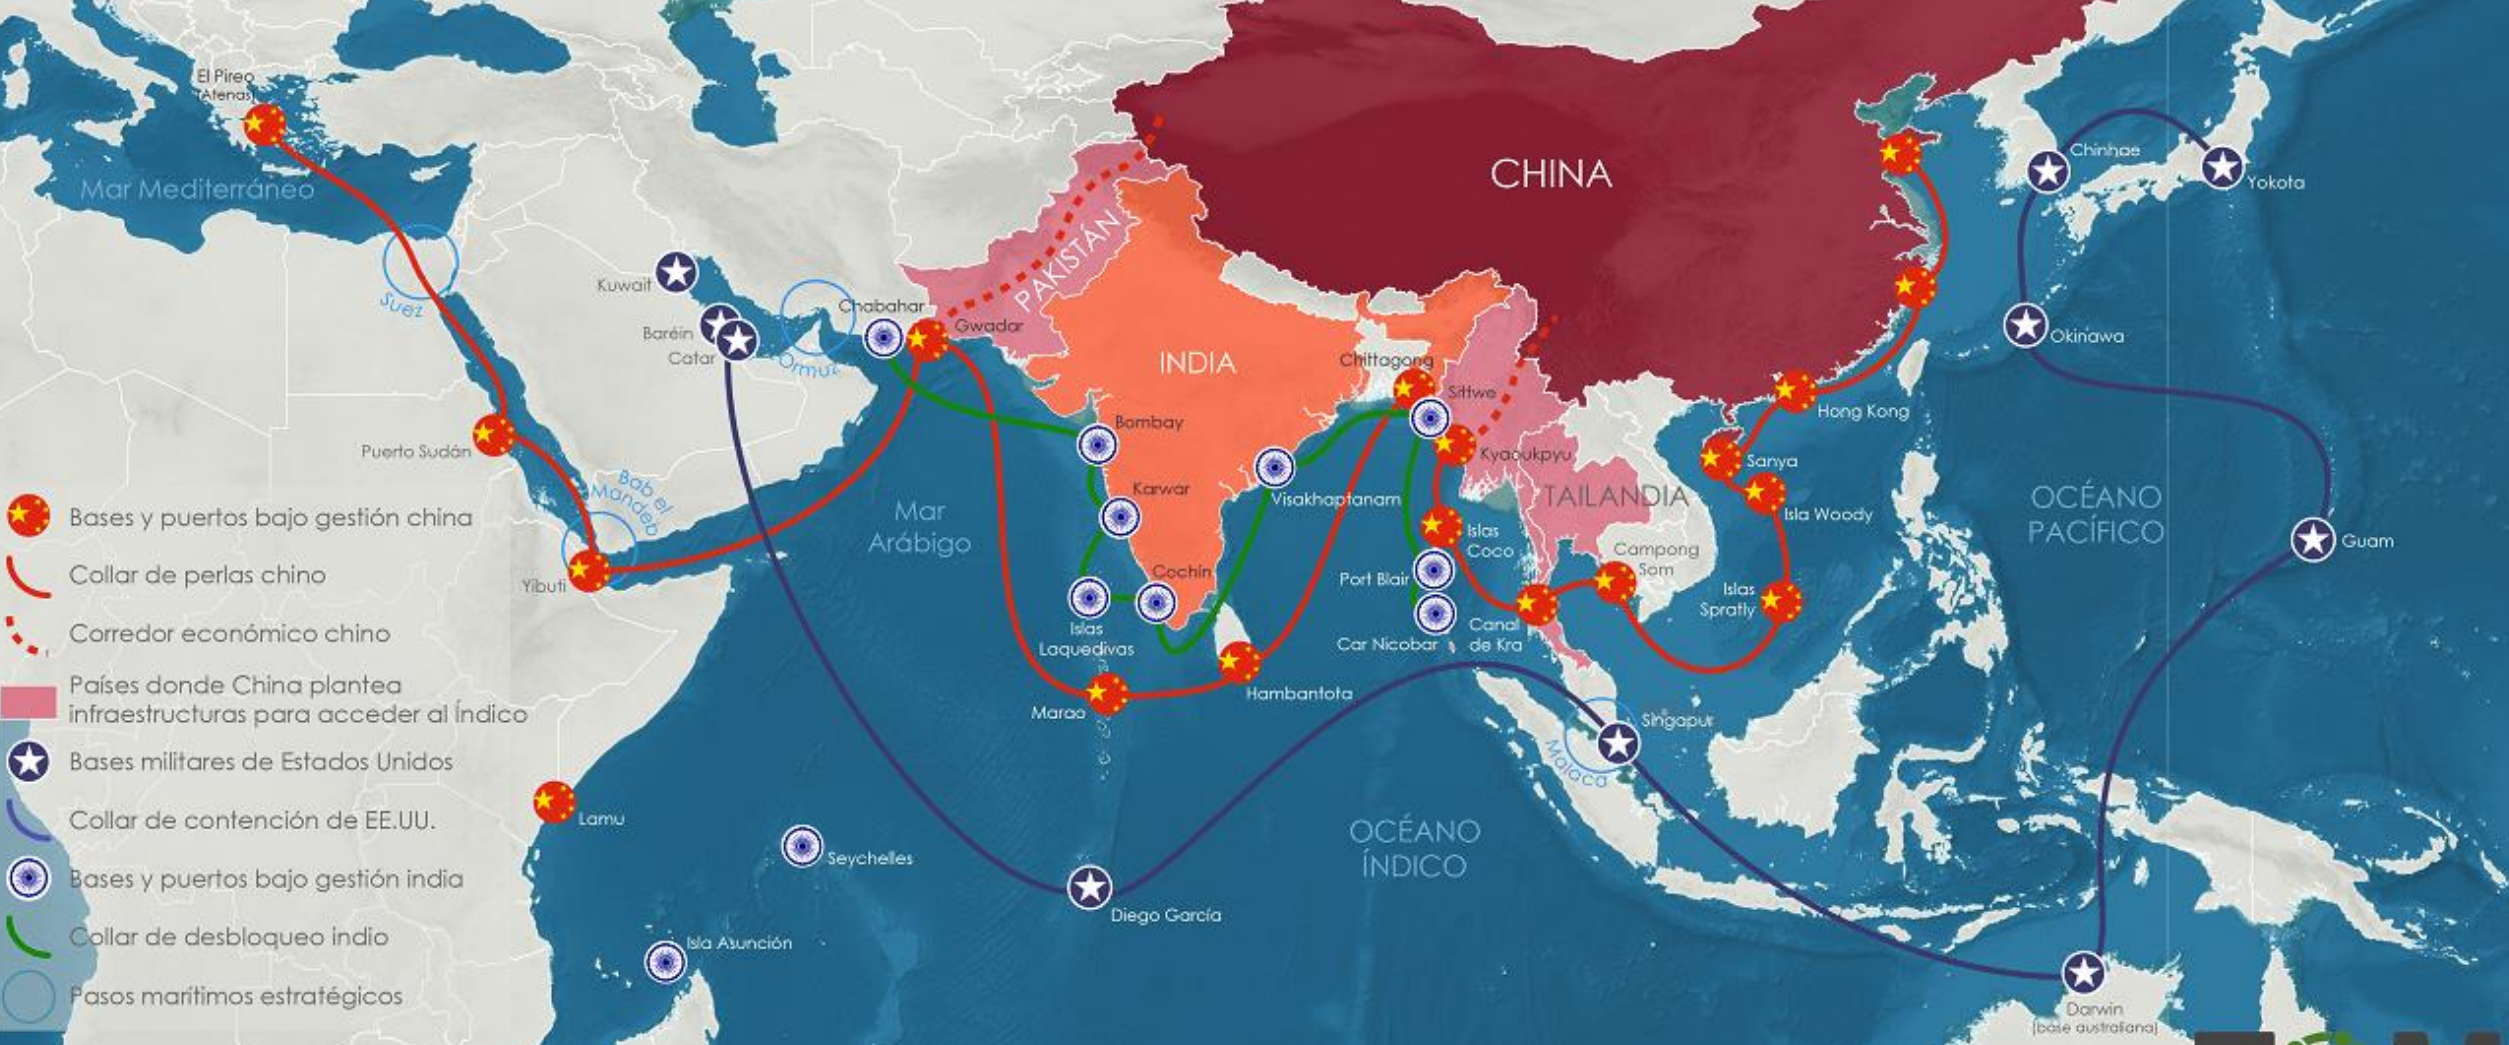 El Pireo
(Atenas)
Mar Mediterráneo
Suez
Kuwait
Baréin
Catar
Ormuz
Chabahar
Gwadar
PAKISTÁN
CHINA
INDIA
Chinhae
Yokota
Okinawa
Chittagong
Sittwe
Hong Kong
Bombay
Puerto Sudán
Kyaoukpyu
Sanya
Karwar
Visakhaptanam
TAILANDIA
Isla Woody
OCÉANO
PACÍFICO
Bab el
Mandeb
Mar
Arábigo
Islas
Coco
Campong
Som
Guam
Yibuti
Cochin
Port Blair
Islas
Spratly
Islas
Laquedivas
Car Nicobar
Canal
de Kra
Hambantota
Marao
Singapur
Malaca
Lamu
OCÉANO
ÍNDICO
Seychelles
Diego García
Isla Asunción
Darwin
(base australiana)
Bases y puertos bajo gestión china
Collar de perlas chino
Corredor económico chino
Países donde China plantea
infraestructuras para acceder al Índico
Bases militares de Estados Unidos
Collar de contención de EE.UU.
Bases y puertos bajo gestión india
Collar de desbloqueo indio
Pasos marítimos estratégicos